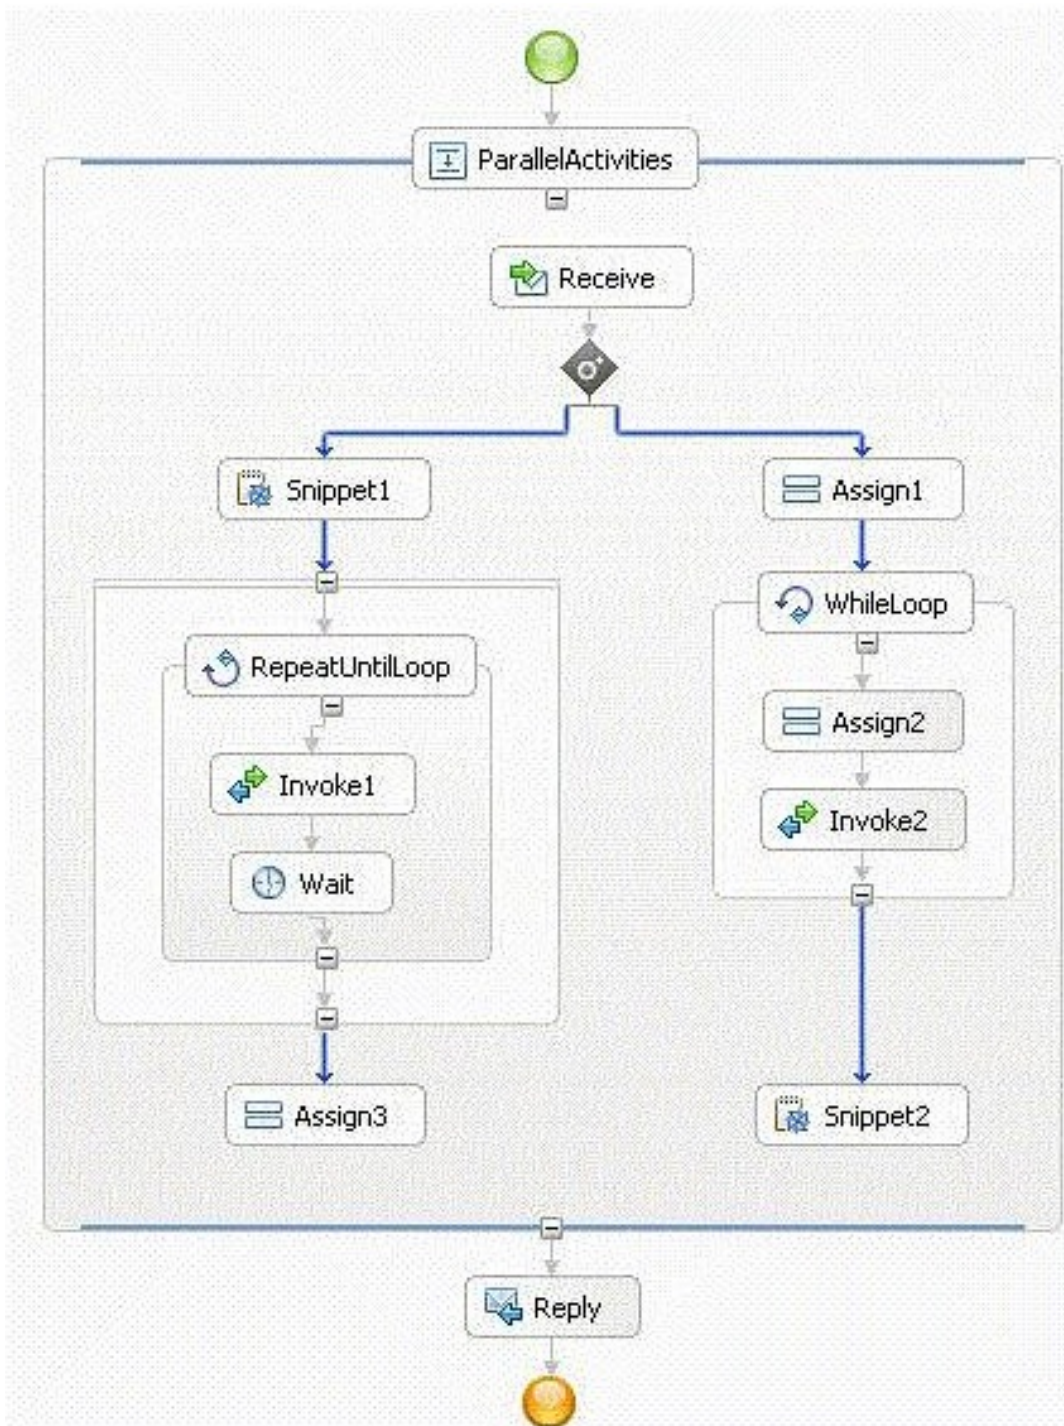 ParallelActivities
Receive
Snippet1
Assign1
WhileLoop
RepeatUntilLoop
Assign2
Invoke1
Invoke2
Wait
Assign3
Snippet2
Reply